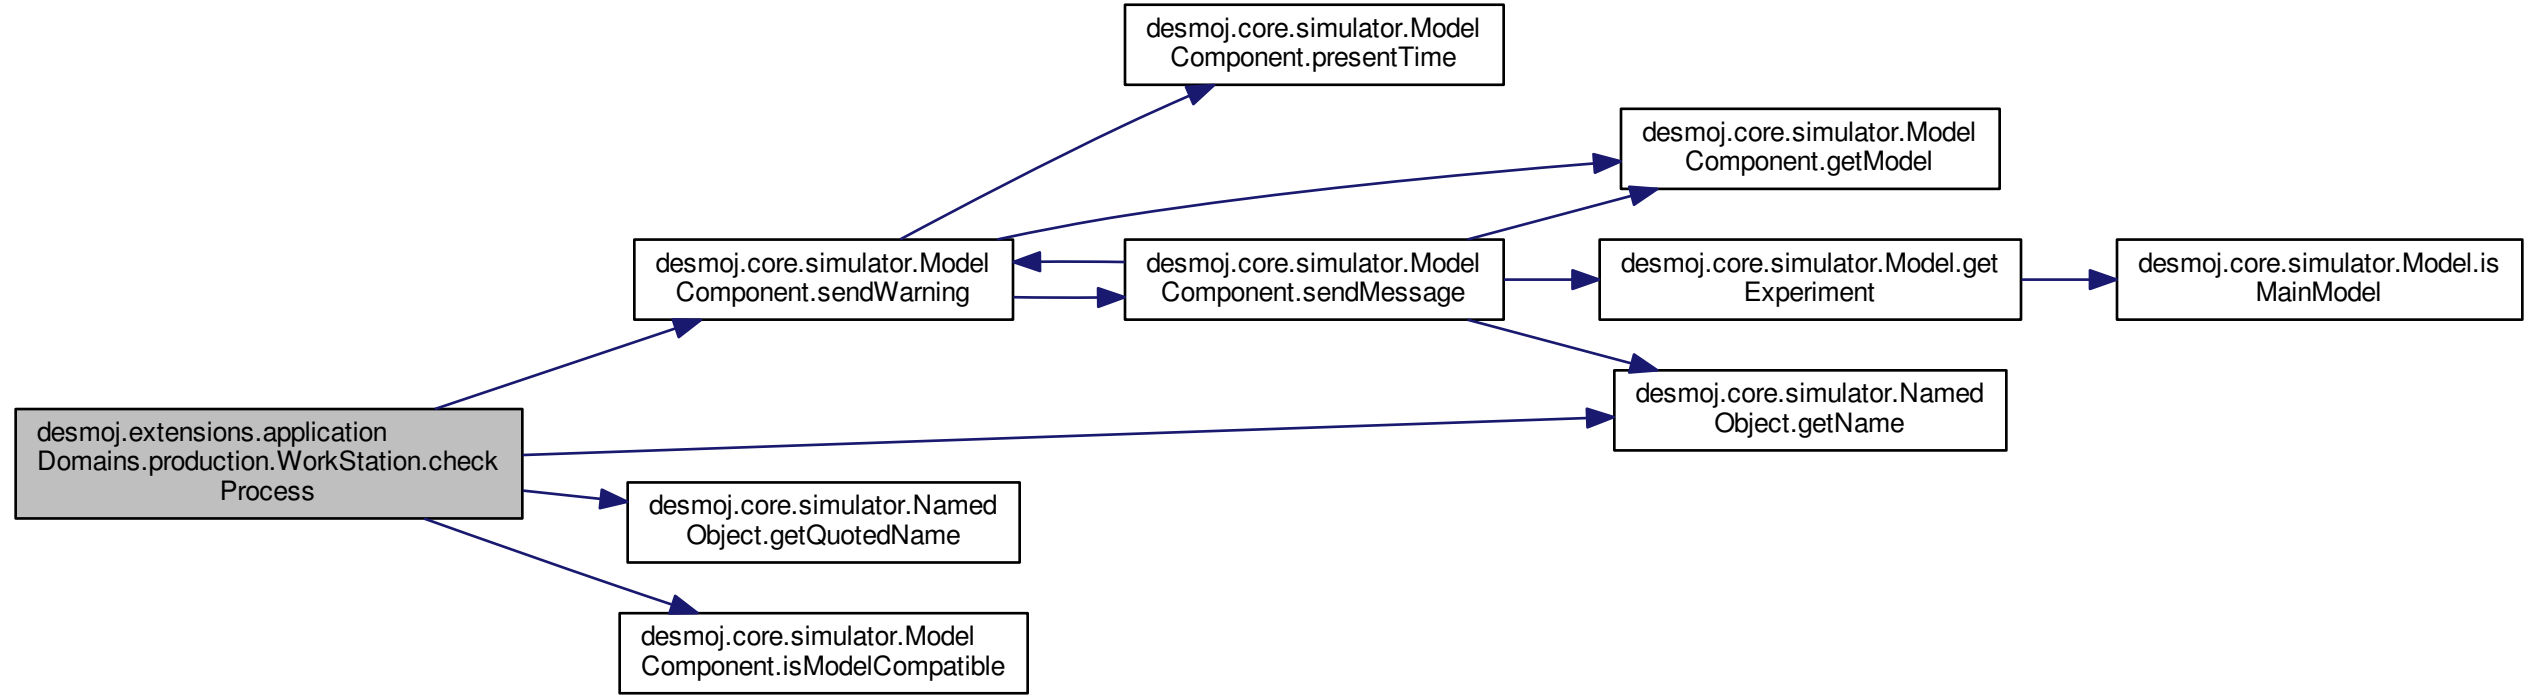 desmoj.core.simulator.Model
Component.presentTime
desmoj.core.simulator.Model
Component.getModel
desmoj.core.simulator.Model
Component.sendWarning
desmoj.core.simulator.Model
Component.sendMessage
desmoj.core.simulator.Model.get
Experiment
desmoj.core.simulator.Model.is
MainModel
desmoj.core.simulator.Named
Object.getName
desmoj.extensions.application
Domains.production.WorkStation.check
Process
desmoj.core.simulator.Named
Object.getQuotedName
desmoj.core.simulator.Model
Component.isModelCompatible